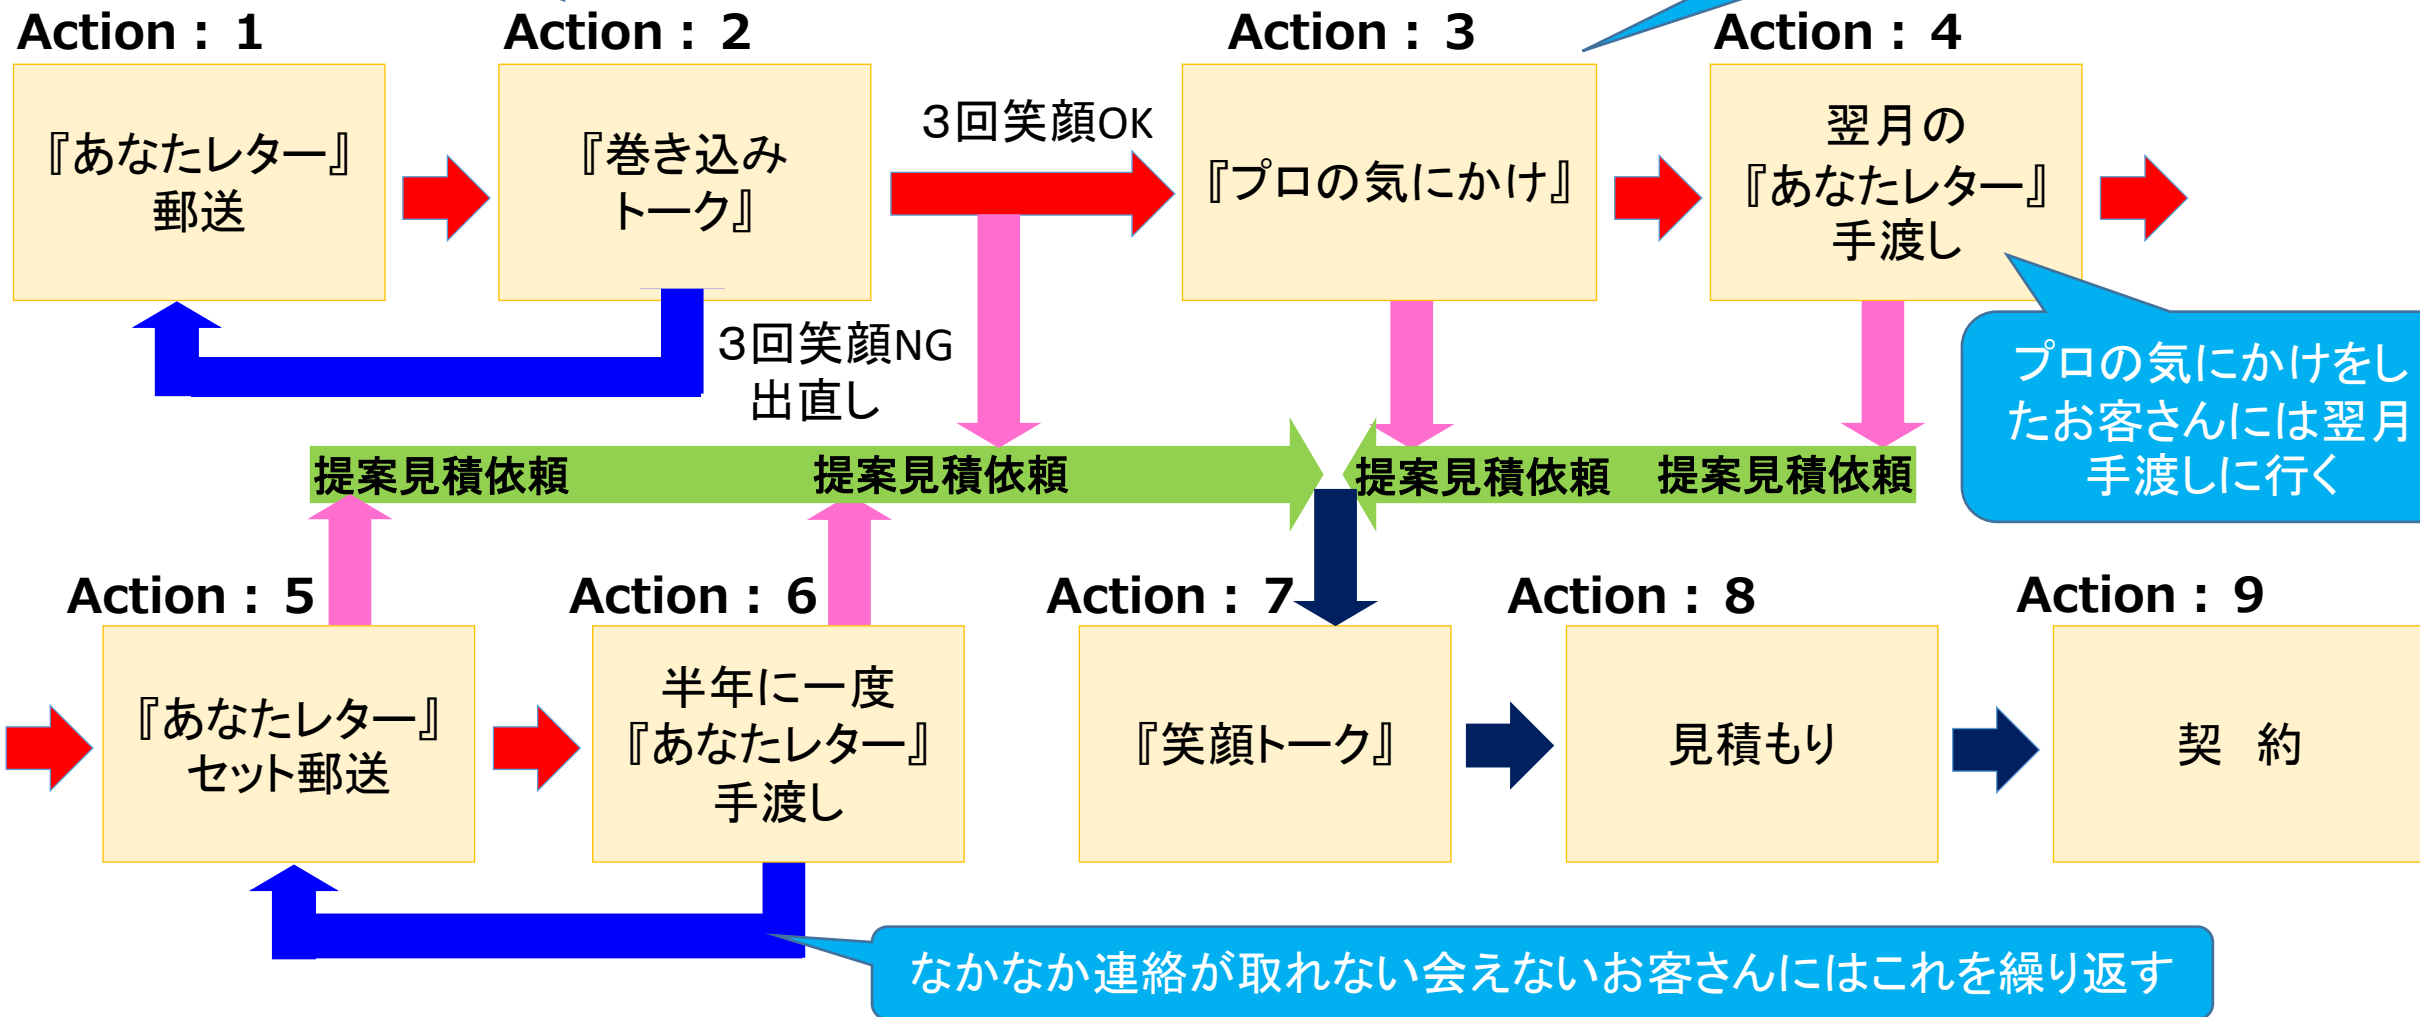 Action：1
Action：2
Action：3
Action：4
『あなたレター』
郵送
『巻き込み
トーク』
３回笑顔OK
『プロの気にかけ』
翌月の
『あなたレター』
手渡し
３回笑顔NG
出直し
プロの気にかけをし
たお客さんには翌月
手渡しに行く
提案見積依頼
提案見積依頼
提案見積依頼
提案見積依頼
Action：5
Action：6
Action：7
Action：8
Action：9
『あなたレター』
セット郵送
半年に一度
『あなたレター』
手渡し
『笑顔トーク』
見積もり
契　約
なかなか連絡が取れない会えないお客さんにはこれを繰り返す